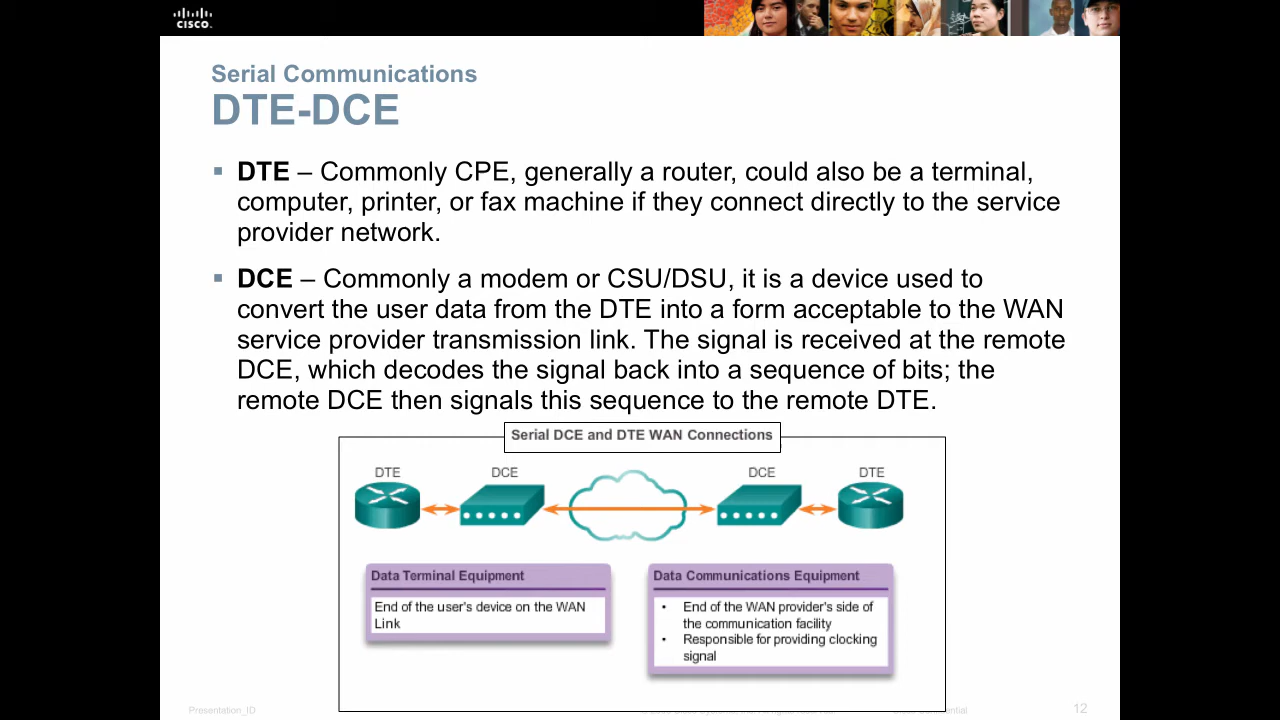 CISCO.
Serial Communications
DTE-DCE
▪ DTE – Commonly CPE, generally a router, could also be a terminal,
computer, printer, or fax machine if they connect directly to the service
provider network.
▪ DCE – Commonly a modem or CSU/DSU, it is a device used to
convert the user data from the DTE into a form acceptable to the WAN
service provider transmission link. The signal is received at the remote
DCE, which decodes the signal back into a sequence of bits; the
remote DCE then signals this sequence to the remote DTE.
Serial DCE and DTE WAN Connections
DTE DCE DCE DTE
Data Terminal Equipment
End of the user's device on the WAN
Link
Data Communications Equipment
• End of the WAN provider's side of
the communication facility
• Responsible for providing clocking
signal
Presentation_ID
12